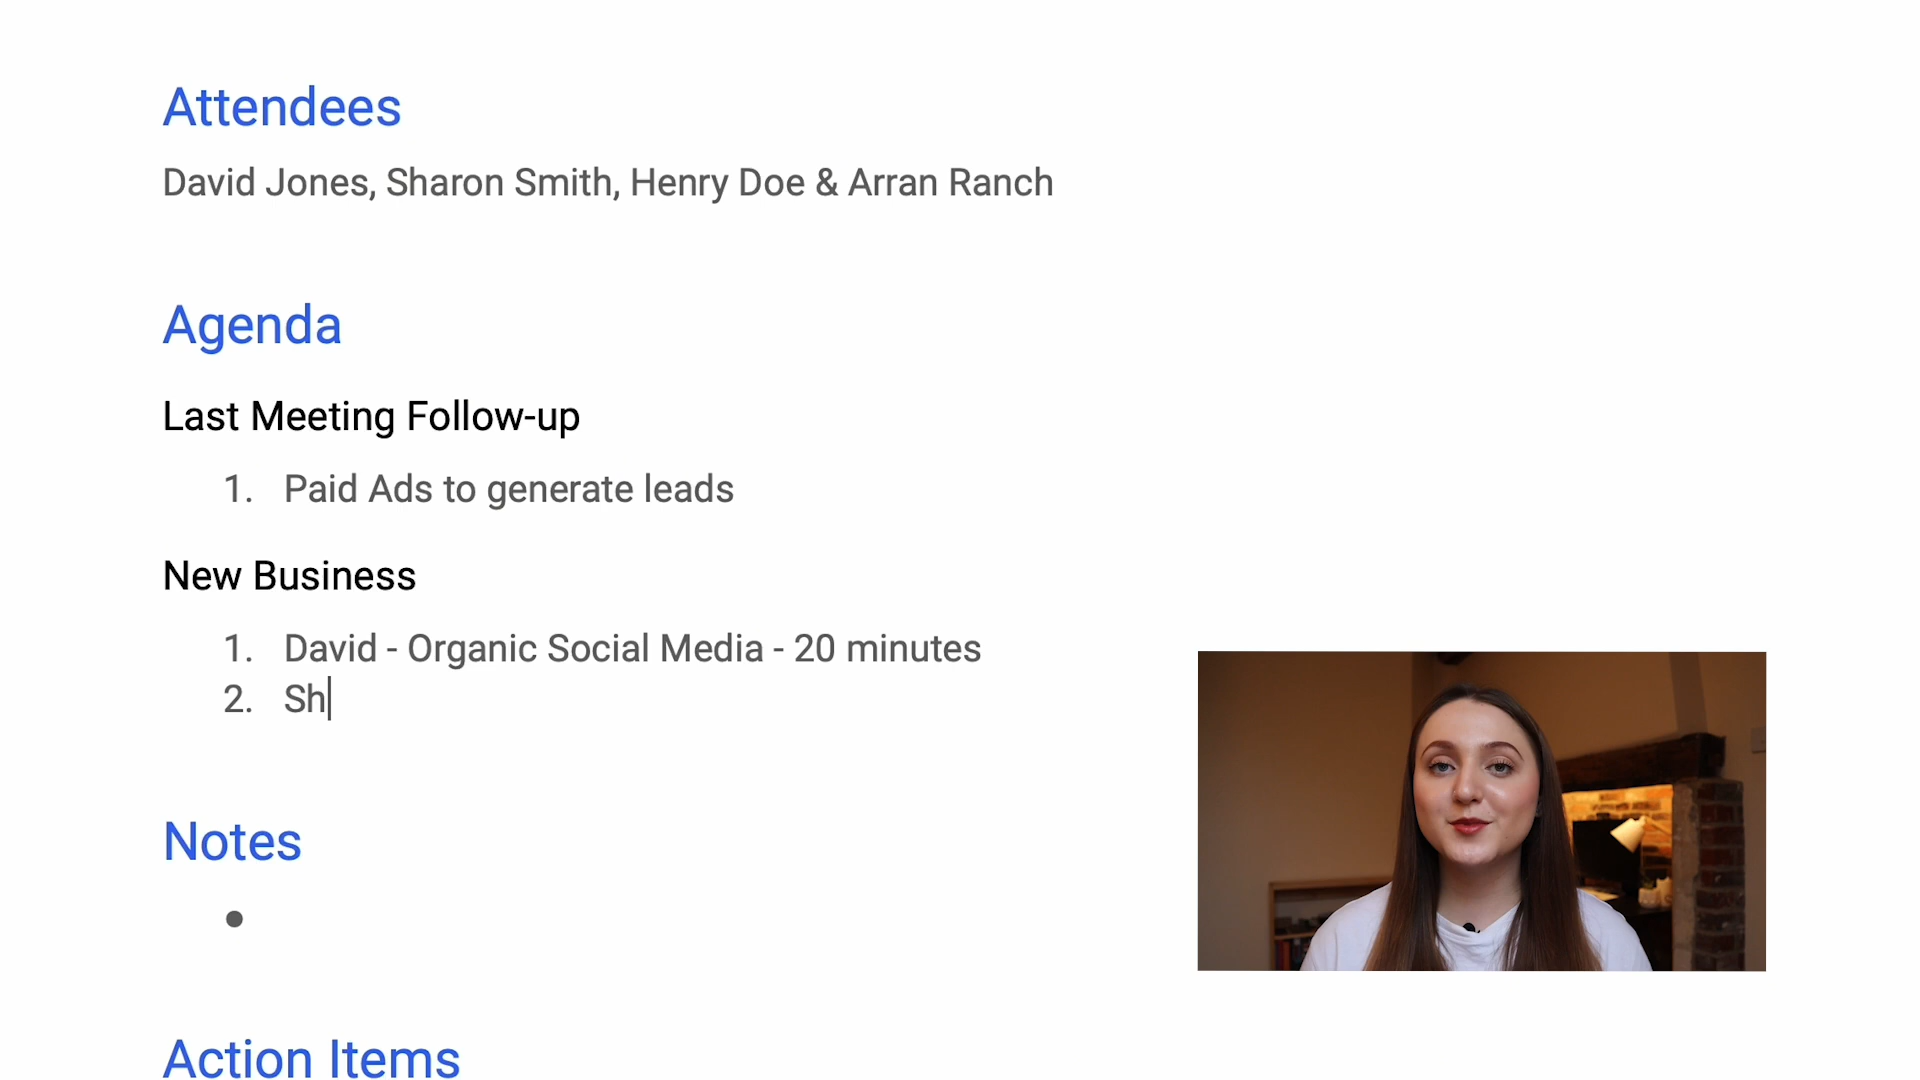 Attendees
David Jones, Sharon Smith, Henry Doe & Arran Ranch
Agenda
Last Meeting Follow-up
1. Paid Ads to generate leads
New Business
1. David - Organic Social Media - 20 minutes
2. Sh
Notes
Action Items